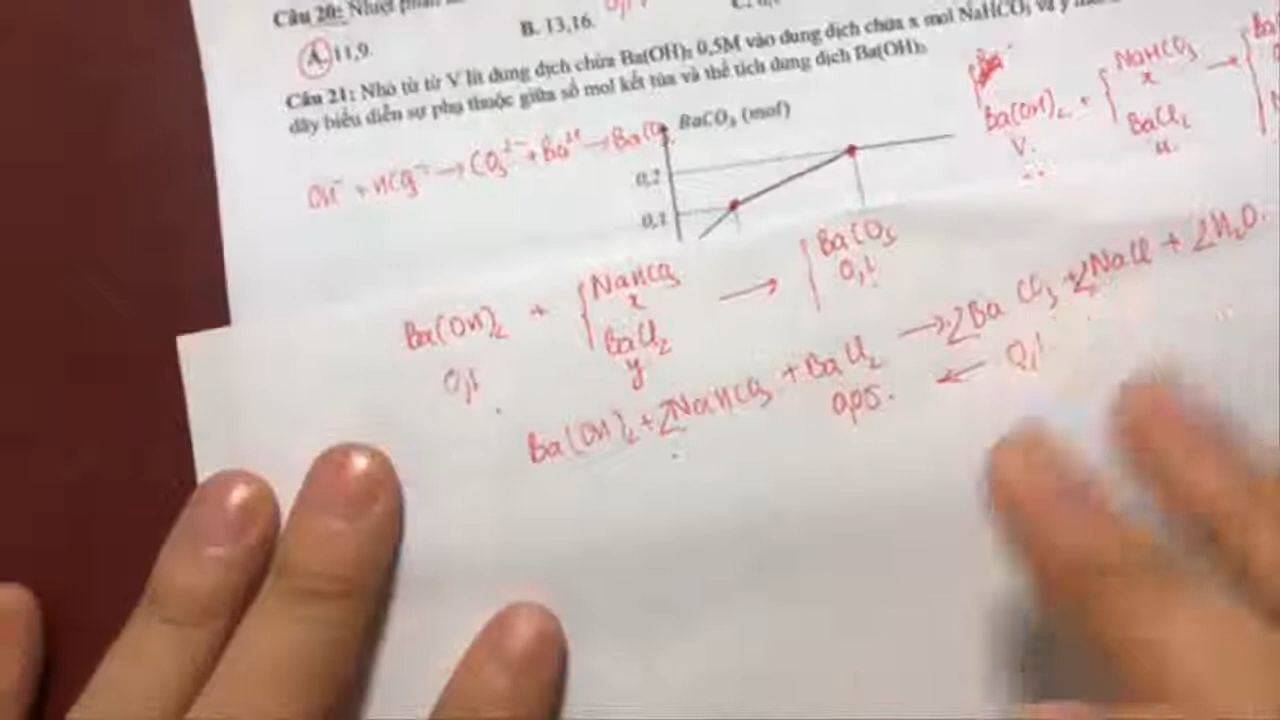 Câu 20: Nhiệt phân
A. 11,9.
B. 13,16.
Câu 21: Nhỏ từ từ V lít dung dịch chứa Ba(OH)₂ 0,5M vào dung dịch chứa x mol NaHCO₃ và y
đây biểu diễn sự phụ thuộc giữa số mol kết tủa và thể tích dung dịch Ba(OH)₂
OH⁻ + HCO₃⁻ → CO₃²⁻ + Ba²⁺ → BaCO₃
BaCO₃ (mol)
0,2
0,1
Ba(OH)₂ + { NaHCO₃ →
V x
BaCl₂
Ba(OH)₂ + { NaHCO₃ → { BaCO₃
0,1 x 0,1
BaCl₂
y
Ba(OH)₂ + 2NaHCO₃ + BaCl₂ → 2BaCO₃ + 2NaCl + 2H₂O.
0,05. ← 0,1